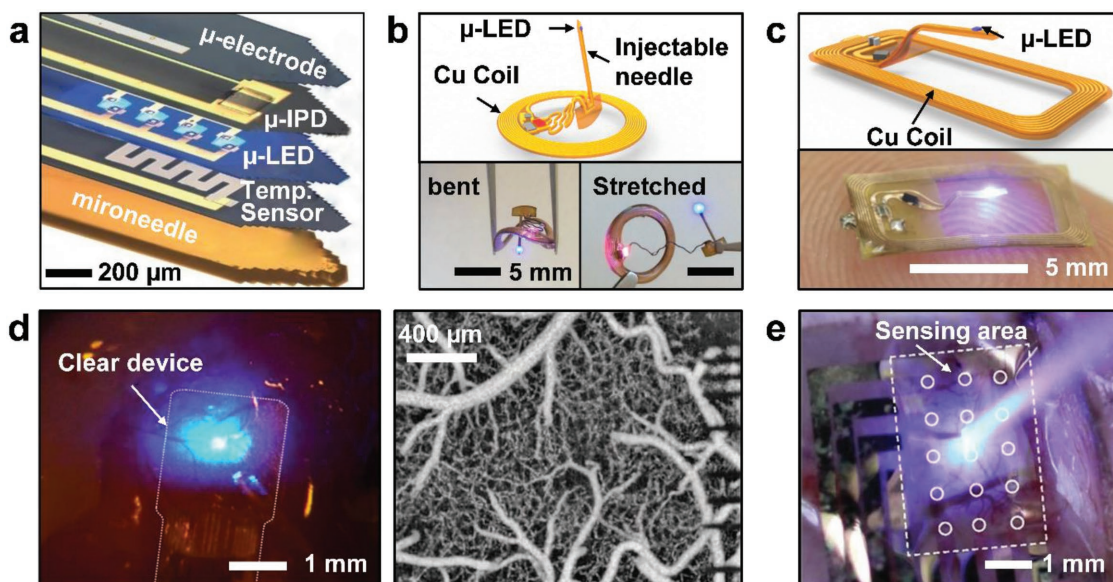 a
µ-electrode
µ-IPD
µ-LED
Temp.
Sensor
mironeedle
200 µm
b
µ-LED
Injectable
needle
Cu Coil
bent
5 mm
Stretched
c
µ-LED
Cu Coil
5 mm
d
Clear device
1 mm
400 µm
e
Sensing area
1 mm